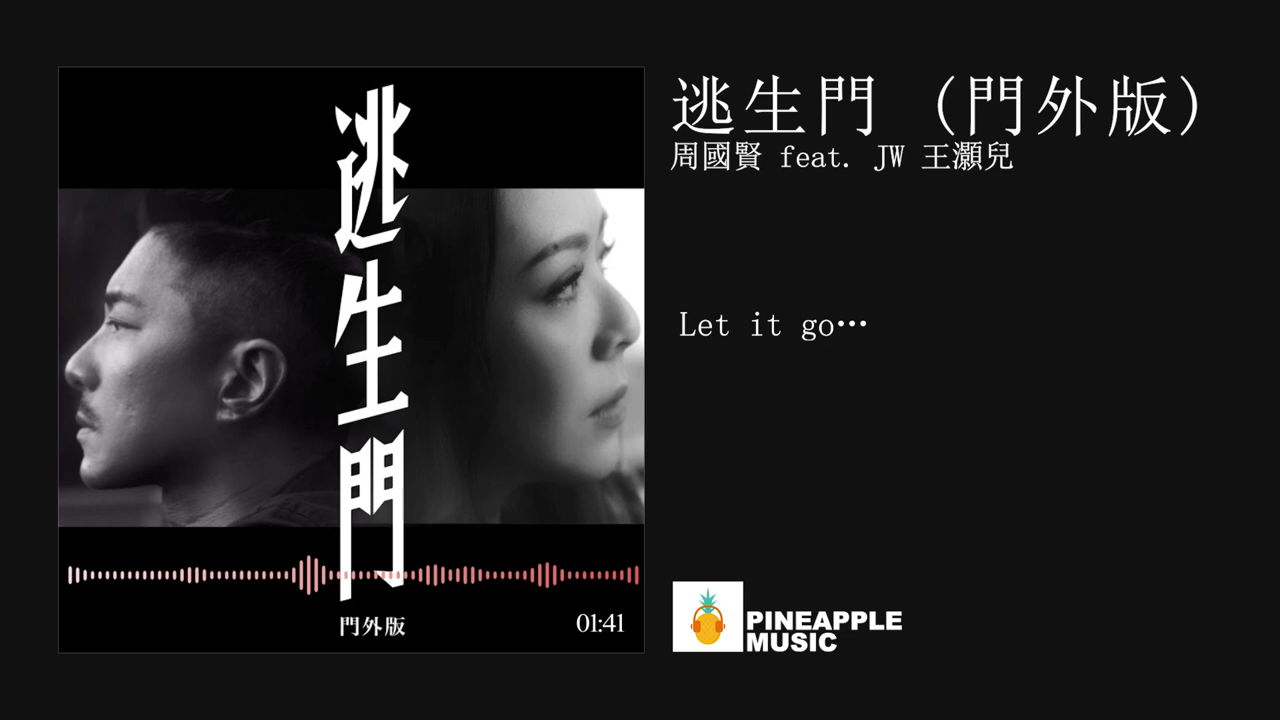 逃生門
門外版
01:41
逃生門 (門外版)
周國賢 feat. JW 王灝兒
Let it go…
PINEAPPLE
MUSIC